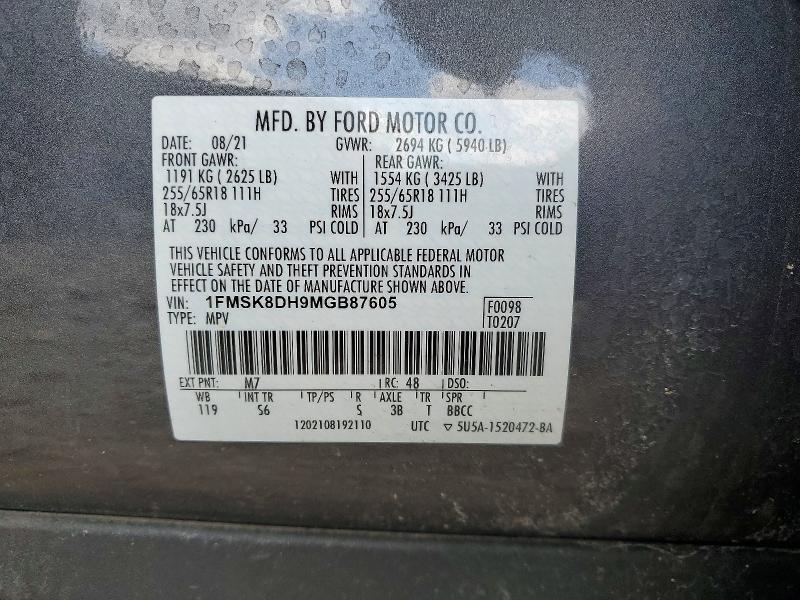 MFD. BY FORD MOTOR CO.
DATE: 08/21 GVWR: 2694 KG ( 5940 LB)
FRONT GAWR: REAR GAWR:
1191 KG ( 2625 LB) WITH 1554 KG ( 3425 LB) WITH
255/65R18 111H TIRES 255/65R18 111H TIRES
18x7.5J RIMS 18x7.5J RIMS
AT 230 kPa/ 33 PSI COLD AT 230 kPa/ 33 PSI COLD
THIS VEHICLE CONFORMS TO ALL APPLICABLE FEDERAL MOTOR
VEHICLE SAFETY AND THEFT PREVENTION STANDARDS IN
EFFECT ON THE DATE OF MANUFACTURE SHOWN ABOVE.
VIN: 1FMSK8DH9MGB87605 F0098
TYPE: MPV T0207
EXT PNT: M7 RC: 48 DSO:
WB INT TR TP/PS R AXLE TR SPR
119 S6 S 3B T BBCC
1202108192110 UTC ▽ 5U5A-1520472-BA